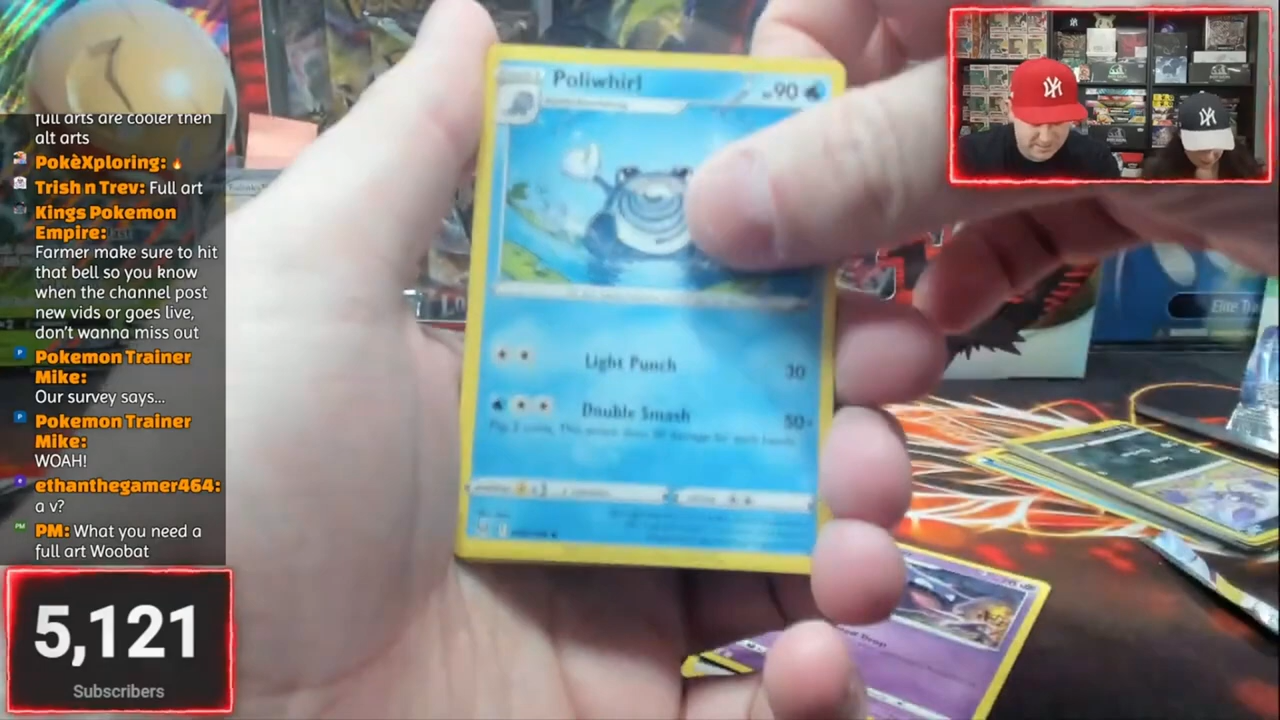 full arts are cooler then
alt arts
PokèXploring:
Trish n Trev: Full art
Kings Pokemon
Empire:
Farmer make sure to hit
that bell so you know
when the channel post
new vids or goes live,
don't wanna miss out
Pokemon Trainer
Mike:
Our survey says...
Pokemon Trainer
Mike:
WOAH!
ethanthegamer464:
a v?
PM: What you need a
full art Woobat
5,121
Subscribers
Poliwhirl
90
Light Punch 30
Double Smash 50
Elite
Drop